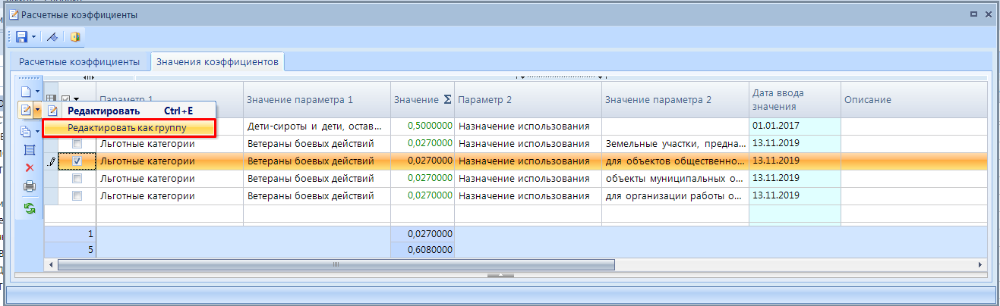 Расчетные коэффициенты
Расчетные коэффициенты Значения коэффициентов
Параметр 1 Значение параметра 1 Значение Σ Параметр 2 Значение параметра 2 Дата ввода значения Описание
Редактировать Ctrl+E
Редактировать как группу
Дети-сироты и дети, остав... 0,5000000 Назначение использования 01.01.2017
Льготные категории Ветераны боевых действий 0,0270000 Назначение использования Земельные участки, предна... 13.11.2019
Льготные категории Ветераны боевых действий 0,0270000 Назначение использования для объектов общественно... 13.11.2019
Льготные категории Ветераны боевых действий 0,0270000 Назначение использования объекты муниципальных о... 13.11.2019
Льготные категории Ветераны боевых действий 0,0270000 Назначение использования для организации работы о... 13.11.2019
1 0,0270000
5 0,6080000